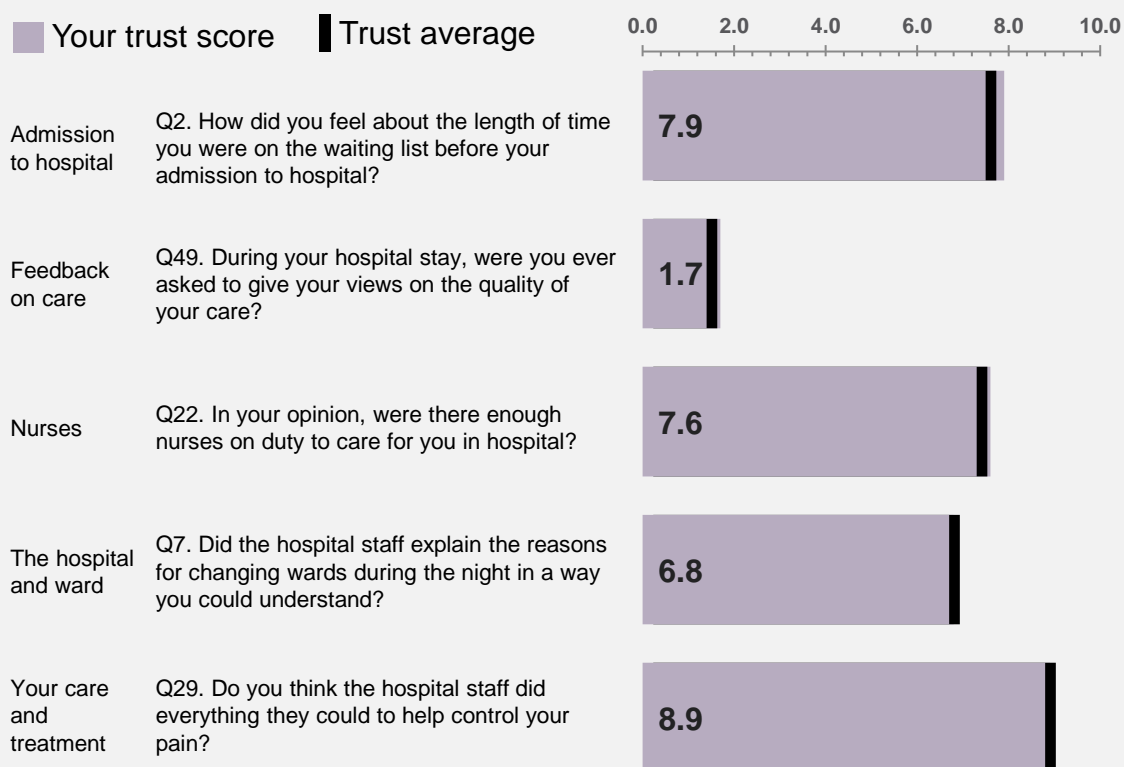 Your trust score Trust average
0.0 2.0 4.0 6.0 8.0 10.0
Admission
to hospital
Q2. How did you feel about the length of time
you were on the waiting list before your
admission to hospital?
7.9
Feedback
on care
Q49. During your hospital stay, were you ever
asked to give your views on the quality of
your care?
1.7
Nurses
Q22. In your opinion, were there enough
nurses on duty to care for you in hospital?
7.6
The hospital
and ward
Q7. Did the hospital staff explain the reasons
for changing wards during the night in a way
you could understand?
6.8
Your care
and
treatment
Q29. Do you think the hospital staff did
everything they could to help control your
pain?
8.9